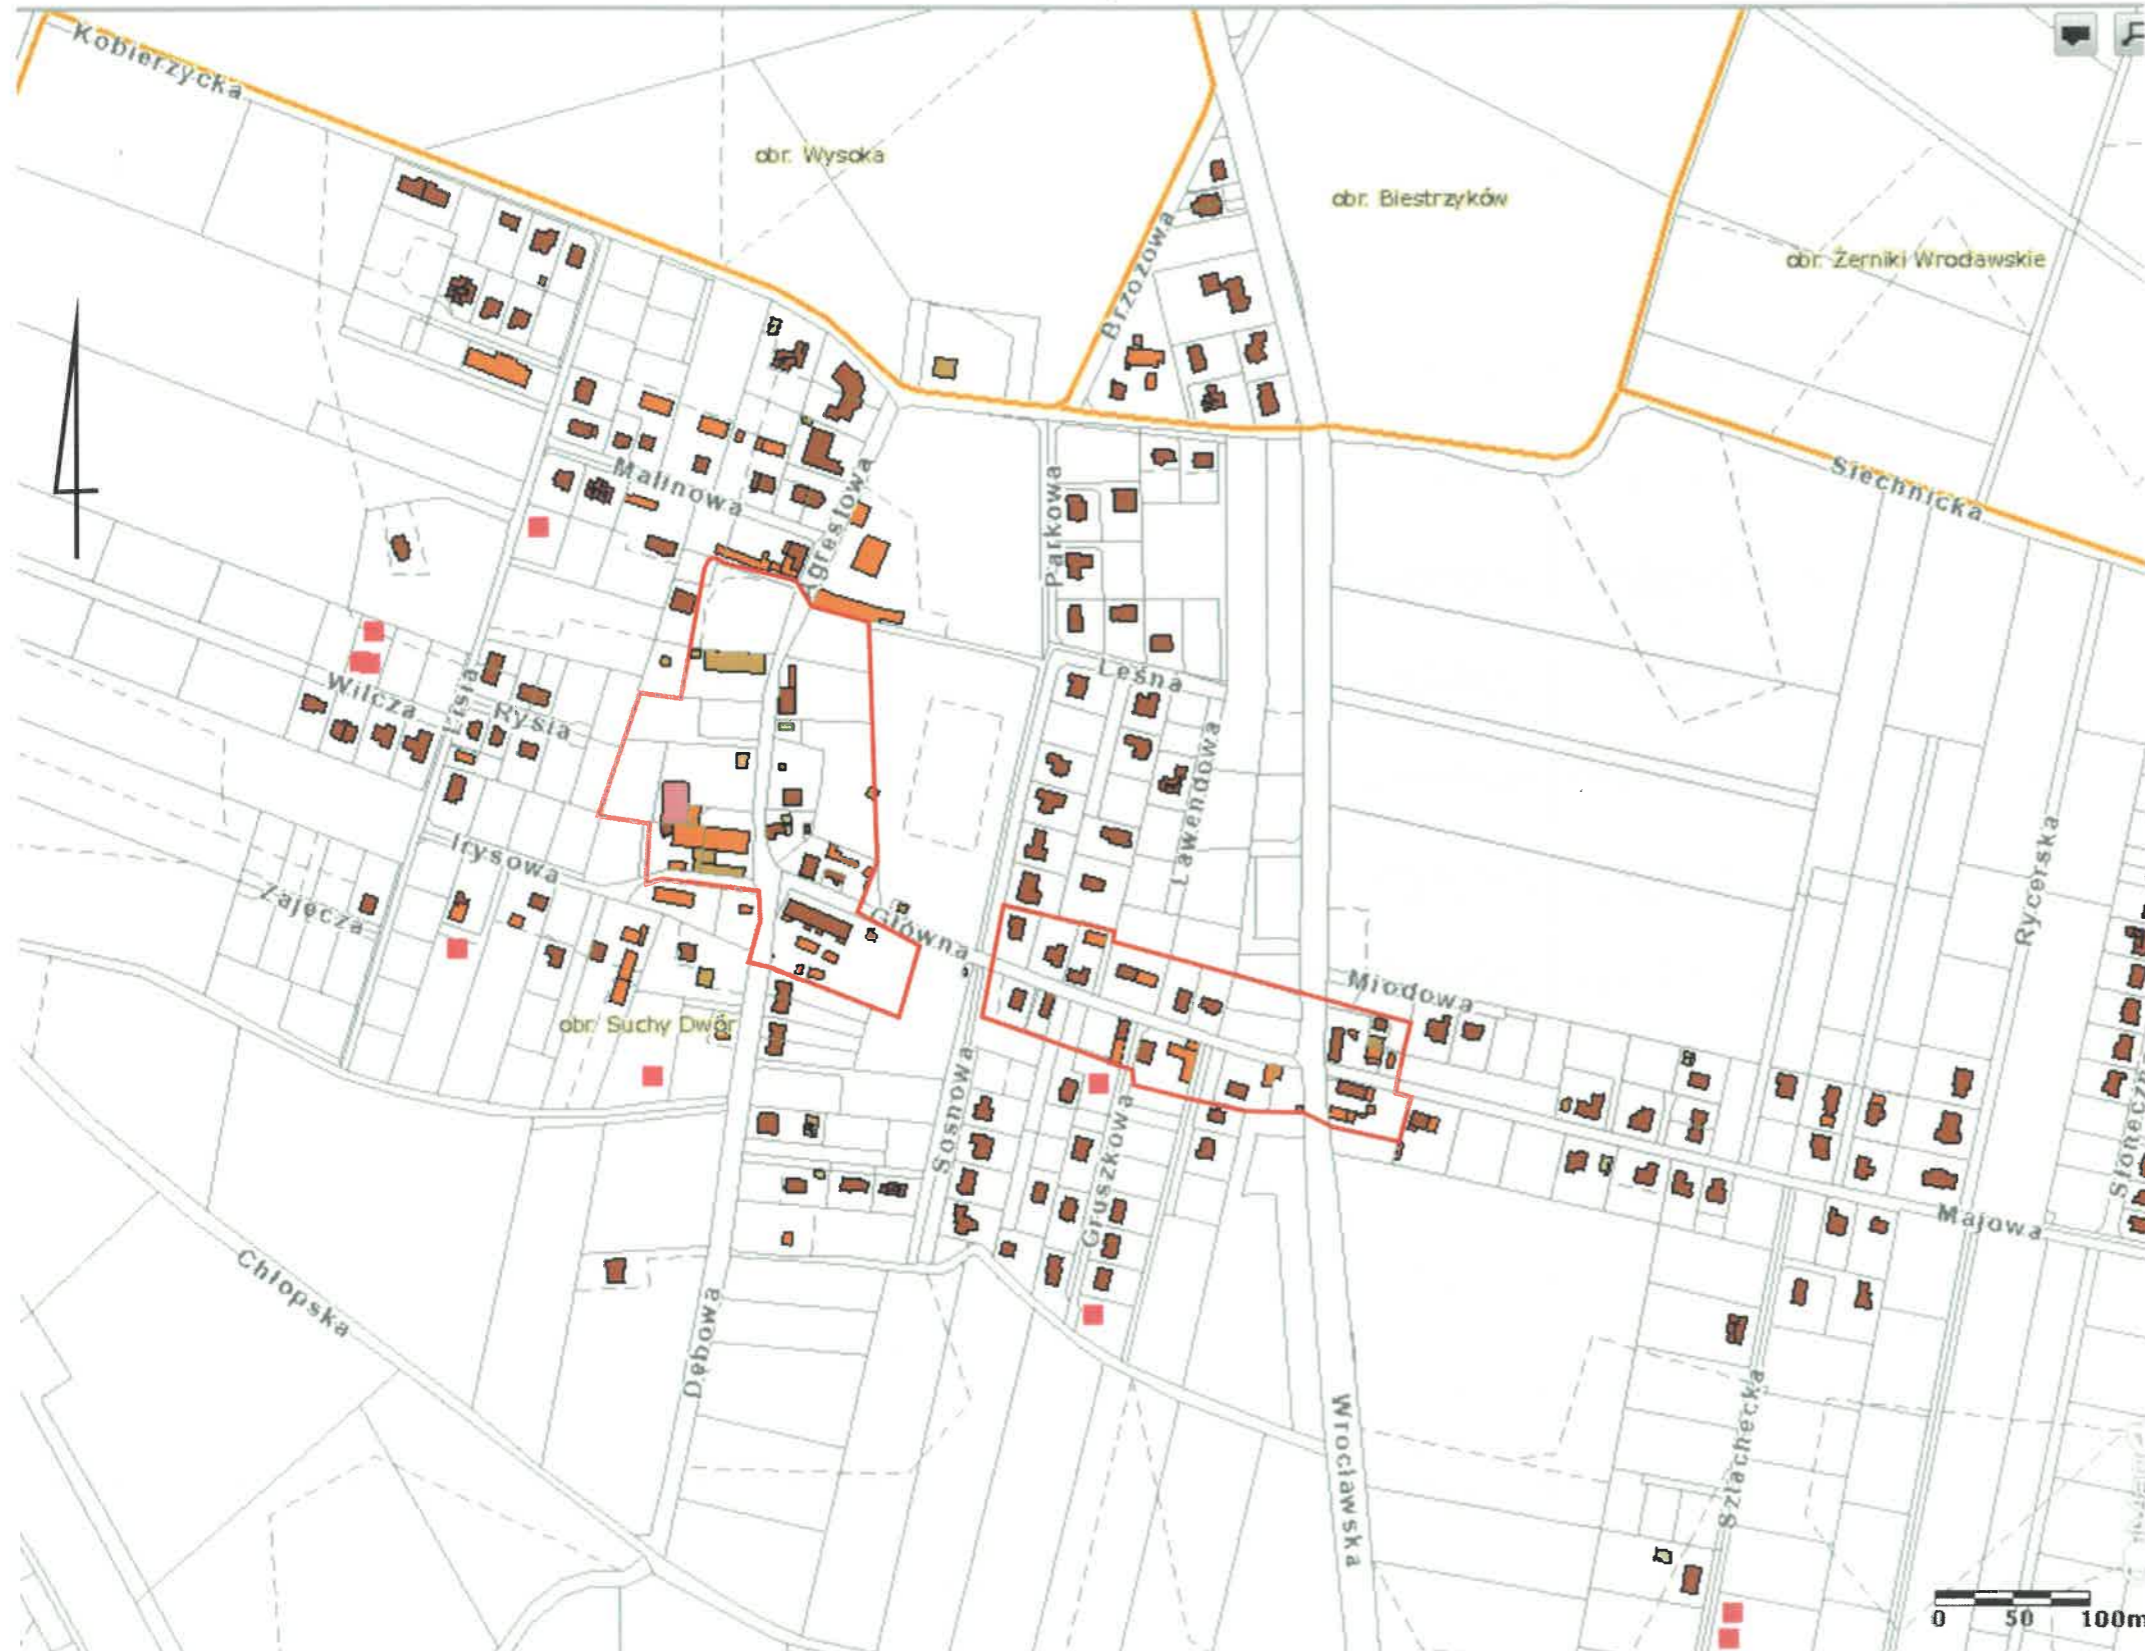 Kobierzycka
obr. Wysoka
obr. Biestrzyków
obr. Żerniki Wrocławskie
Brzozowa
Siechnicka
Malinowa
Agrestowa
Parkowa
Leśna
Wilcza
Lisia
Rysia
Lawendowa
Irysowa
Zajęcza
Główna
Rycerska
Miodowa
obr. Suchy Dwór
Sosnowa
Gruszkowa
Słoneczna
Majowa
Chłopska
Dębowa
Wrocławska
Szlachecka
0 50 100m